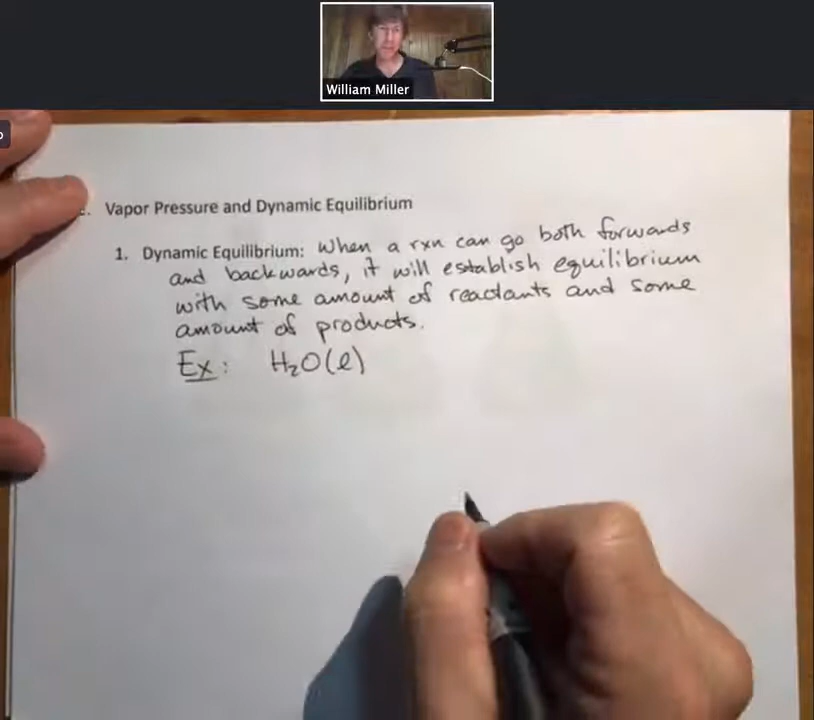 William Miller
Vapor Pressure and Dynamic Equilibrium
1. Dynamic Equilibrium: When a rxn can go both forwards
and backwards, it will establish equilibrium
with some amount of reactants and some
amount of products.
Ex: H₂O(l)